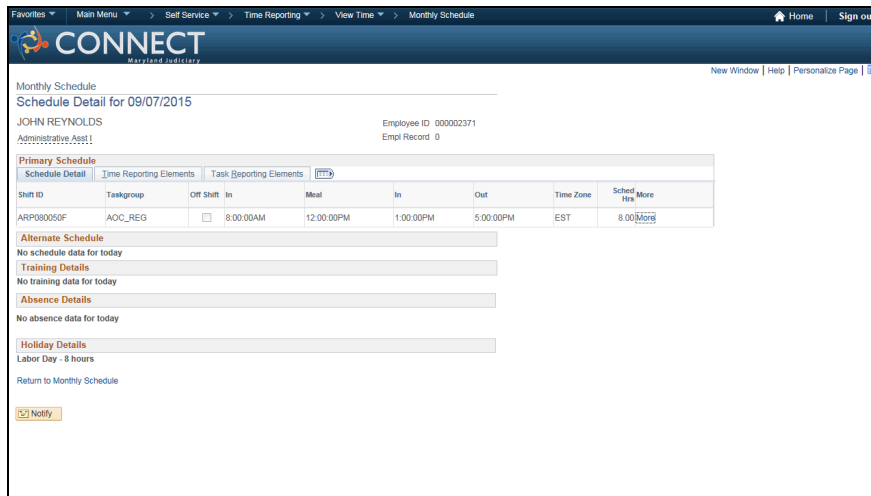 Favorites Main Menu > Self Service > Time Reporting > View Time > Monthly Schedule Home Sign ou
CONNECT
Maryland Judiciary
New Window | Help | Personalize Page |
Monthly Schedule
Schedule Detail for 09/07/2015
JOHN REYNOLDS Employee ID 000002371
Administrative Asst I Empl Record 0
Primary Schedule
Schedule Detail Time Reporting Elements Task Reporting Elements
Shift ID Taskgroup Off Shift In Meal In Out Time Zone Sched Hrs More
ARP080050F AOC_REG 8:00:00AM 12:00:00PM 1:00:00PM 5:00:00PM EST 8.00 More
Alternate Schedule
No schedule data for today
Training Details
No training data for today
Absence Details
No absence data for today
Holiday Details
Labor Day - 8 hours
Return to Monthly Schedule
Notify